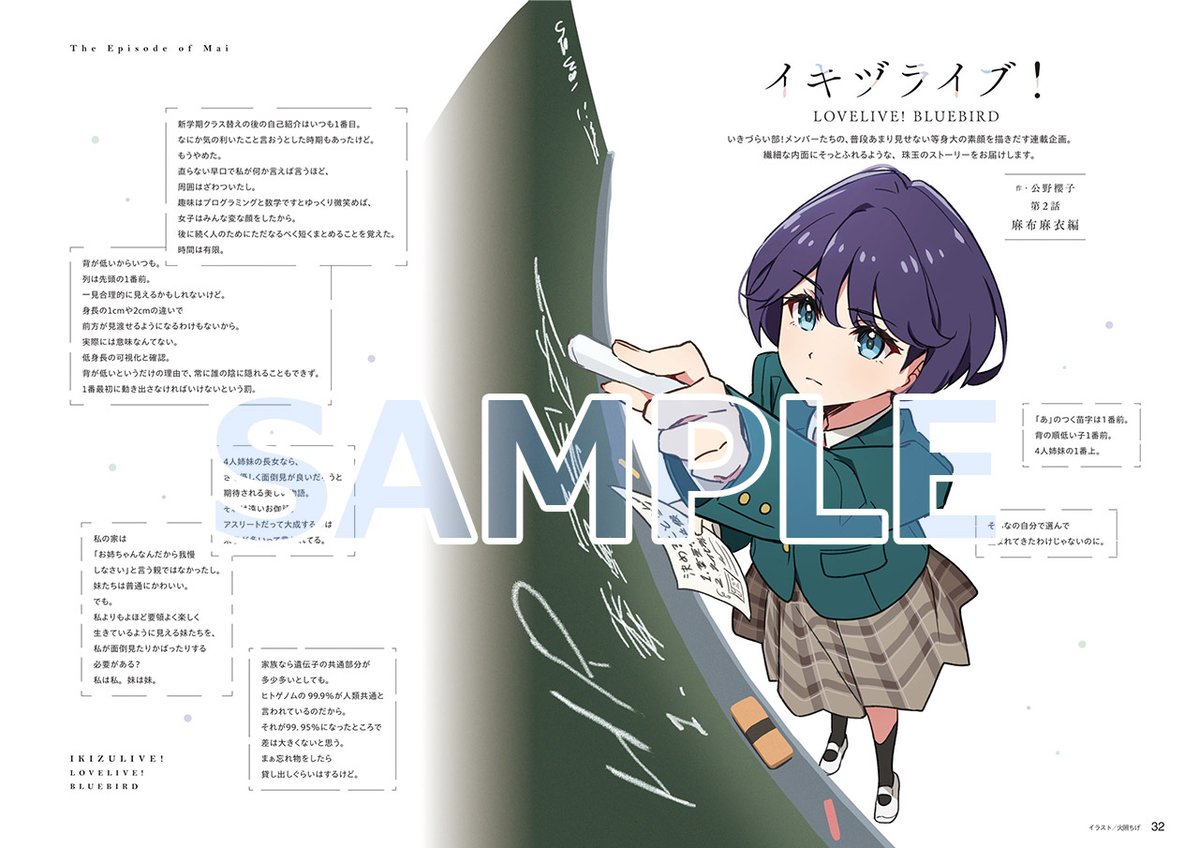 The Episode of Mai
イキヅライブ！
LOVELIVE! BLUEBIRD
いきづらい部！メンバーたちの、普段あまり見せない等身大の素顔を描きだす連載企画。
繊細な内面にそっとふれるような、珠玉のストーリーをお届けします。
作・公野櫻子
第2話
麻布麻衣編
「あ」のつく苗字は1番前。
背の順低い子1番前。
4人姉妹の1番上。
なの自分で選んで
れてきたわけじゃないのに。
新学期クラス替えの後の自己紹介はいつも1番目。
なにか気の利いたこと言おうとした時期もあったけど。
もうやめた。
直らない早口で私が何か言えば言うほど、
周囲はざわついたし。
趣味はプログラミングと数学ですとゆっくり微笑めば、
女子はみんな変な顔をしたから。
後に続く人のためにただなるべく短くまとめることを覚えた。
時間は有限。
背が低いからいつも。
列は先頭の1番前。
一見合理的に見えるかもしれないけど。
身長の1cmや2cmの違いで
前方が見渡せるようになるわけもないから。
実際には意味なんてない。
低身長の可視化と確認。
背が低いというだけの理由で、常に誰の陰に隠れることもできず。
1番最初に動き出さなければいけないという罰。
4人姉妹の長女なら、
しく面倒見が良いだ うと
期待される美し 物語。
遠いお伽
アスリートだって大成する は
てる。
私の家は
「お姉ちゃんなんだから我慢
しなさい」と言う親ではなかったし。
妹たちは普通にかわいい。
でも。
私よりもよほど要領よく楽しく
生きているように見える妹たちを、
私が面倒見たりかばったりする
必要がある？
私は私。妹は妹。
家族なら遺伝子の共通部分が
多少多いとしても。
ヒトゲノムの99.9％が人類共通と
言われているのだから。
それが99.95％になったところで
差は大きくないと思う。
まぁ忘れ物をしたら
貸し出しぐらいはするけど。
SAMPLE
IKIZULIVE!
LOVELIVE!
BLUEBIRD
イラスト／火照ちげ
32